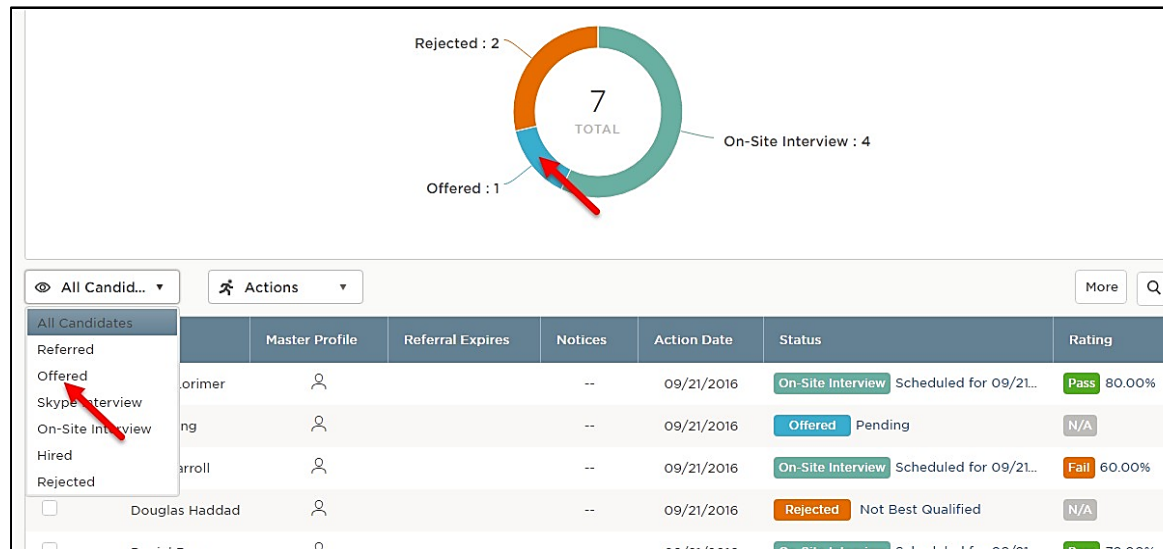 Rejected : 2
7
TOTAL
On-Site Interview : 4
Offered : 1
All Candid... Actions More
All Candidates
Referred
Offered
Skype Interview
On-Site Interview
Hired
Rejected
Master Profile Referral Expires Notices Action Date Status Rating
orimer -- 09/21/2016 On-Site Interview Scheduled for 09/21... Pass 80.00%
ng -- 09/21/2016 Offered Pending N/A
arroll -- 09/21/2016 On-Site Interview Scheduled for 09/21... Fail 60.00%
Douglas Haddad -- 09/21/2016 Rejected Not Best Qualified N/A